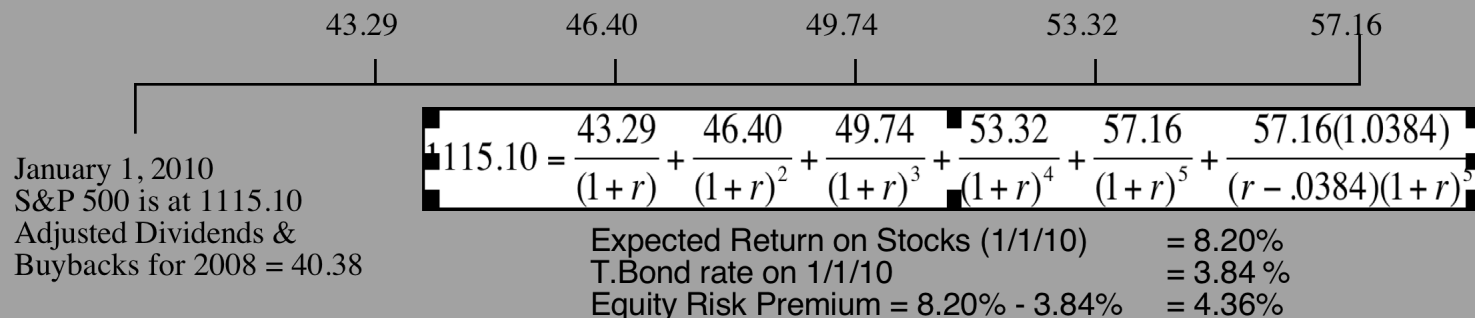 43.29 46.40 49.74 53.32 57.16
1115.10 = 43.29/(1+r) + 46.40/(1+r)^2 + 49.74/(1+r)^3 + 53.32/(1+r)^4 + 57.16/(1+r)^5 + 57.16(1.0384)/((r−.0384)(1+r)^5)
January 1, 2010
S&P 500 is at 1115.10
Adjusted Dividends &
Buybacks for 2008 = 40.38
Expected Return on Stocks (1/1/10) = 8.20%
T.Bond rate on 1/1/10 = 3.84 %
Equity Risk Premium = 8.20% - 3.84% = 4.36%